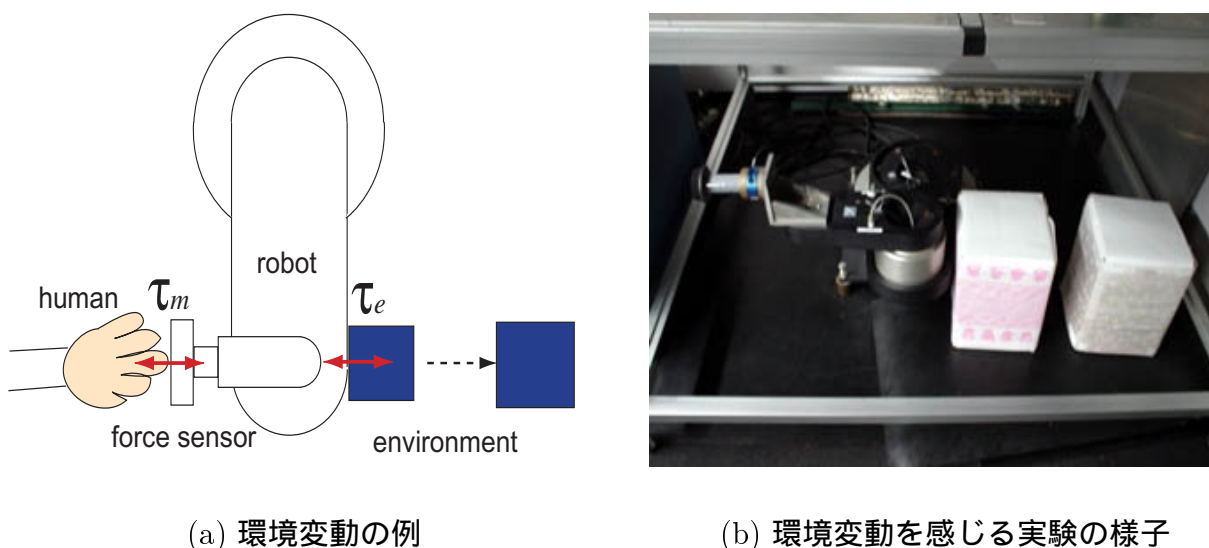 robot
human
τm
τe
force sensor
environment
(a) 環境変動の例
(b) 環境変動を感じる実験の様子